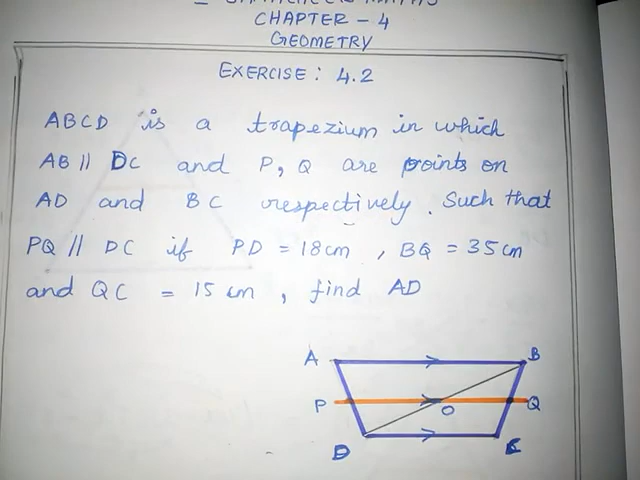 CHAPTER - 4
GEOMETRY
EXERCISE: 4.2
ABCD is a trapezium in which
AB || DC and P, Q are points on
AD and BC respectively. Such that
PQ // DC if PD = 18cm, BQ = 35cm
and QC = 15 cm, find AD
A B
P O Q
D C